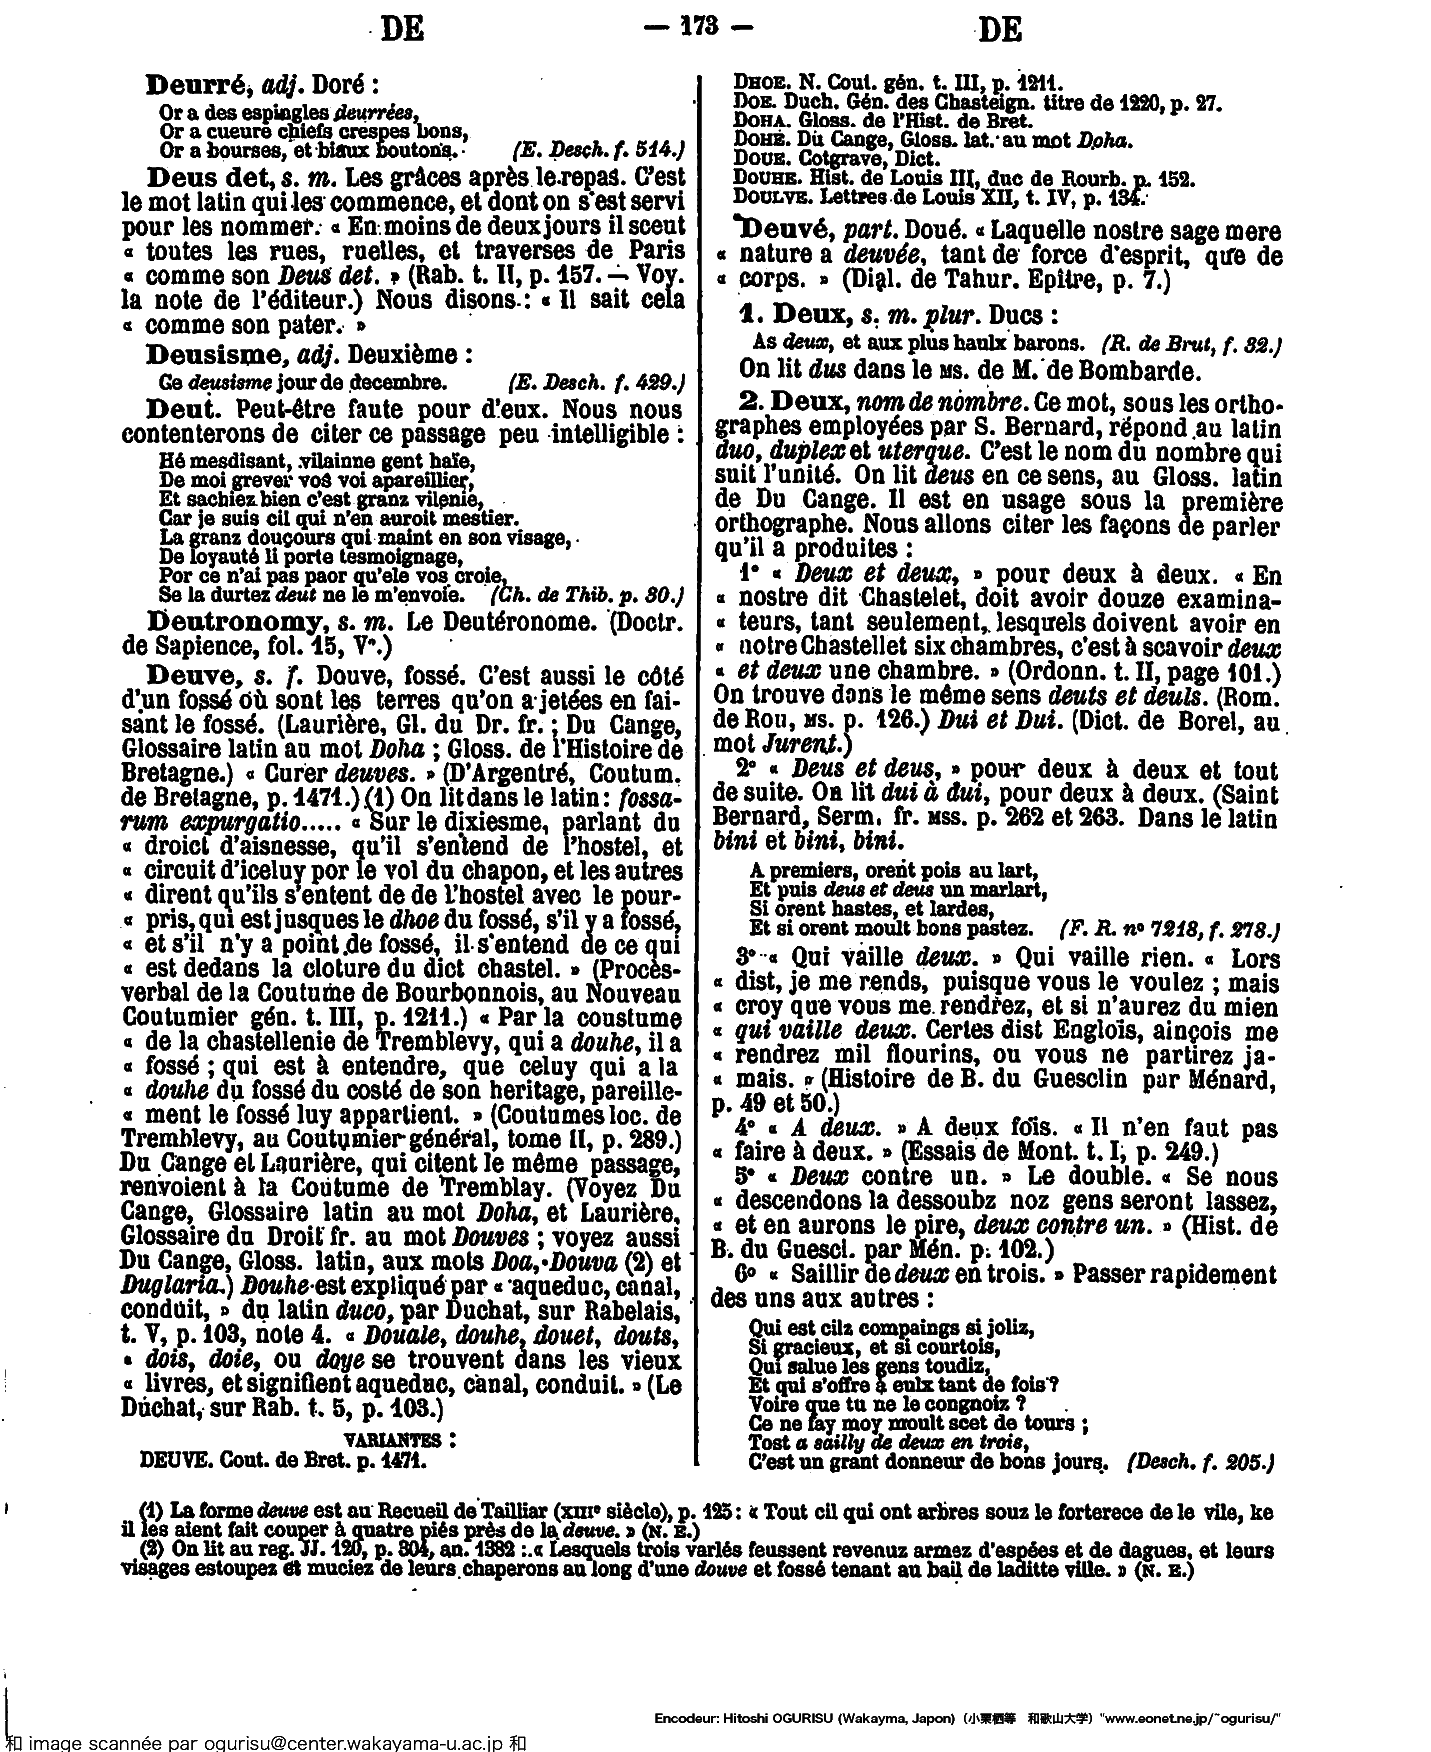 DE — 173 — DE
Deurré, adj. Doré :
Or a des espingles deurrées,
Or a cueurè chiefs crespes bons,
Or a bourses, et biaux boutons. (E. Desch. f. 514.)
Deus det, s. m. Les grâces après le repas. C'est
le mot latin qui les commence, et dont on s'est servi
pour les nommer. « En moins de deux jours il sceut
« toutes les rues, ruelles, et traverses de Paris
« comme son Deus det. » (Rab. t. II, p. 157. — Voy.
la note de l'éditeur.) Nous disons : « Il sait cela
« comme son pater. »
Deusisme, adj. Deuxième :
Ce deusisme jour de decembre. (E. Desch. f. 429.)
Deut. Peut-être faute pour d'eux. Nous nous
contenterons de citer ce passage peu intelligible :
Hé mesdisant, vilainne gent haïe,
De moi grever vos voi apareillier,
Et sachiez bien c'est granz vilenie,
Car je suis cil qui n'en auroit mestier.
La granz douçours qui maint en son visage,
De loyauté li porte tesmoignage,
Por ce n'ai pas paor qu'ele vos croie,
Se la durtez deut ne le m'envoie. (Ch. de Thib. p. 80.)
Deutronomy, s. m. Le Deutéronome. (Doctr.
de Sapience, fol. 15, V°.)
Deuve, s. f. Douve, fossé. C'est aussi le côté
d'un fossé où sont les terres qu'on a jetées en fai-
sant le fossé. (Laurière, Gl. du Dr. fr. ; Du Cange,
Glossaire latin au mot Doha ; Gloss. de l'Histoire de
Bretagne.) « Curer deuves. » (D'Argentré, Coutum.
de Bretagne, p. 1471.) (1) On lit dans le latin : fossa-
rum expurgatio..... « Sur le dixiesme, parlant du
« droict d'aisnesse, qu'il s'entend de l'hostel, et
« circuit d'iceluy por le vol du chapon, et les autres
« dirent qu'ils s'entent de de l'hostel avec le pour-
« pris, qui est jusques le dhoe du fossé, s'il y a fossé,
« et s'il n'y a point de fossé, il s'entend de ce qui
« est dedans la cloture du dict chastel. » (Procès-
verbal de la Coutume de Bourbonnois, au Nouveau
Coutumier gén. t. III, p. 1211.) « Par la coustume
« de la chastellenie de Tremblevy, qui a douhe, il a
« fossé ; qui est à entendre, que celuy qui a la
« douhe du fossé du costé de son heritage, pareille-
« ment le fossé luy appartient. » (Coutumes loc. de
Tremblevy, au Coutumier général, tome II, p. 289.)
Du Cange et Laurière, qui citent le même passage,
renvoient à la Coutume de Tremblay. (Voyez Du
Cange, Glossaire latin au mot Doha, et Laurière,
Glossaire du Droit fr. au mot Douves ; voyez aussi
Du Cange, Gloss. latin, aux mots Doa, Douva (2) et
Duglaria.) Douhe est expliqué par « aqueduc, canal,
conduit, » du latin duco, par Duchat, sur Rabelais,
t. V, p. 103, note 4. « Douale, douhe, douet, douts,
« dois, doie, ou doye se trouvent dans les vieux
« livres, et signifient aqueduc, canal, conduit. » (Le
Duchat, sur Rab. t. 5, p. 103.)
VARIANTES :
DEUVE. Cout. de Bret. p. 1471.
DHOE. N. Cout. gén. t. III, p. 1211.
DOE. Duch. Gén. des Chasteign. titre de 1220, p. 27.
DOHA. Gloss. de l'Hist. de Bret.
DOHE. Du Cange, Gloss. lat. au mot Doha.
DOUE. Cotgrave, Dict.
DOUHE. Hist. de Louis III, duc de Bourb. p. 152.
DOULVE. Lettres de Louis XII, t. IV, p. 134.
Deuvé, part. Doué. « Laquelle nostre sage mere
« nature a deuvée, tant de force d'esprit, que de
« corps. » (Dial. de Tahur. Epitre, p. 7.)
1. Deux, s. m. plur. Ducs :
As deux, et aux plus haulx barons. (R. de Brut, f. 82.)
On lit dus dans le MS. de M. de Bombarde.
2. Deux, nom de nombre. Ce mot, sous les ortho-
graphes employées par S. Bernard, répond au latin
duo, duplex et uterque. C'est le nom du nombre qui
suit l'unité. On lit deus en ce sens, au Gloss. latin
de Du Cange. Il est en usage sous la première
orthographe. Nous allons citer les façons de parler
qu'il a produites :
1° « Deux et deux, » pour deux à deux. « En
« nostre dit Chastelet, doit avoir douze examina-
« teurs, tant seulement, lesquels doivent avoir en
« notre Chastellet six chambres, c'est à scavoir deux
« et deux une chambre. » (Ordonn. t. II, page 101.)
On trouve dans le même sens deuts et deuls. (Rom.
de Rou, MS. p. 126.) Dui et Dui. (Dict. de Borel, au
mot Jurent.)
2° « Deus et deus, » pour deux à deux et tout
de suite. On lit dui à dui, pour deux à deux. (Saint
Bernard, Serm. fr. MSS. p. 262 et 263. Dans le latin
bini et bini, bini.
A premiers, orent pois au lart,
Et puis deus et deus un marlart,
Si orent hastes, et lardes,
Et si orent moult bons pastez. (F. R. n° 7218, f. 278.)
3° « Qui vaille deux. » Qui vaille rien. « Lors
« dist, je me rends, puisque vous le voulez ; mais
« croy que vous me rendrez, et si n'aurez du mien
« qui vaille deux. Certes dist Englois, ainçois me
« rendrez mil flourins, ou vous ne partirez ja-
« mais. » (Histoire de B. du Guesclin par Ménard,
p. 49 et 50.)
4° « A deux. » A deux fois. « Il n'en faut pas
« faire à deux. » (Essais de Mont. t. I, p. 249.)
5° « Deux contre un. » Le double. « Se nous
« descendons la dessoubz noz gens seront lassez,
« et en aurons le pire, deux contre un. » (Hist. de
B. du Guescl. par Mén. p. 102.)
6° « Saillir de deux en trois. » Passer rapidement
des uns aux autres :
Qui est cilz compaings si joliz,
Si gracieux, et si courtois,
Qui salue les gens toudiz,
Et qui s'offre à eulx tant de fois ?
Voire que tu ne le congnoiz ?
Ce ne fay moy moult scet de tours ;
Tost a sailly de deux en trois,
C'est un grant donneur de bons jours. (Desch. f. 205.)
(1) La forme deuve est au Recueil de Tailliar (XIIIe siècle), p. 125 : « Tout cil qui ont arbres souz le forterece de le vile, ke
il les aient fait couper à quatre piés près de la deuve. » (N. E.)
(2) On lit au reg. JJ. 120, p. 304, an. 1382 : « Lesquels trois varlés feussent revenuz armez d'espées et de dagues, et leurs
visages estoupez et muciez de leurs chaperons au long d'une douve et fossé tenant au bail de laditte ville. » (N. E.)
Encodeur: Hitoshi OGURISU (Wakayma, Japon)（小栗栖等　和歌山大学）"www.eonet.ne.jp/~ogurisu/"
和 image scannée par ogurisu@center.wakayama-u.ac.jp 和